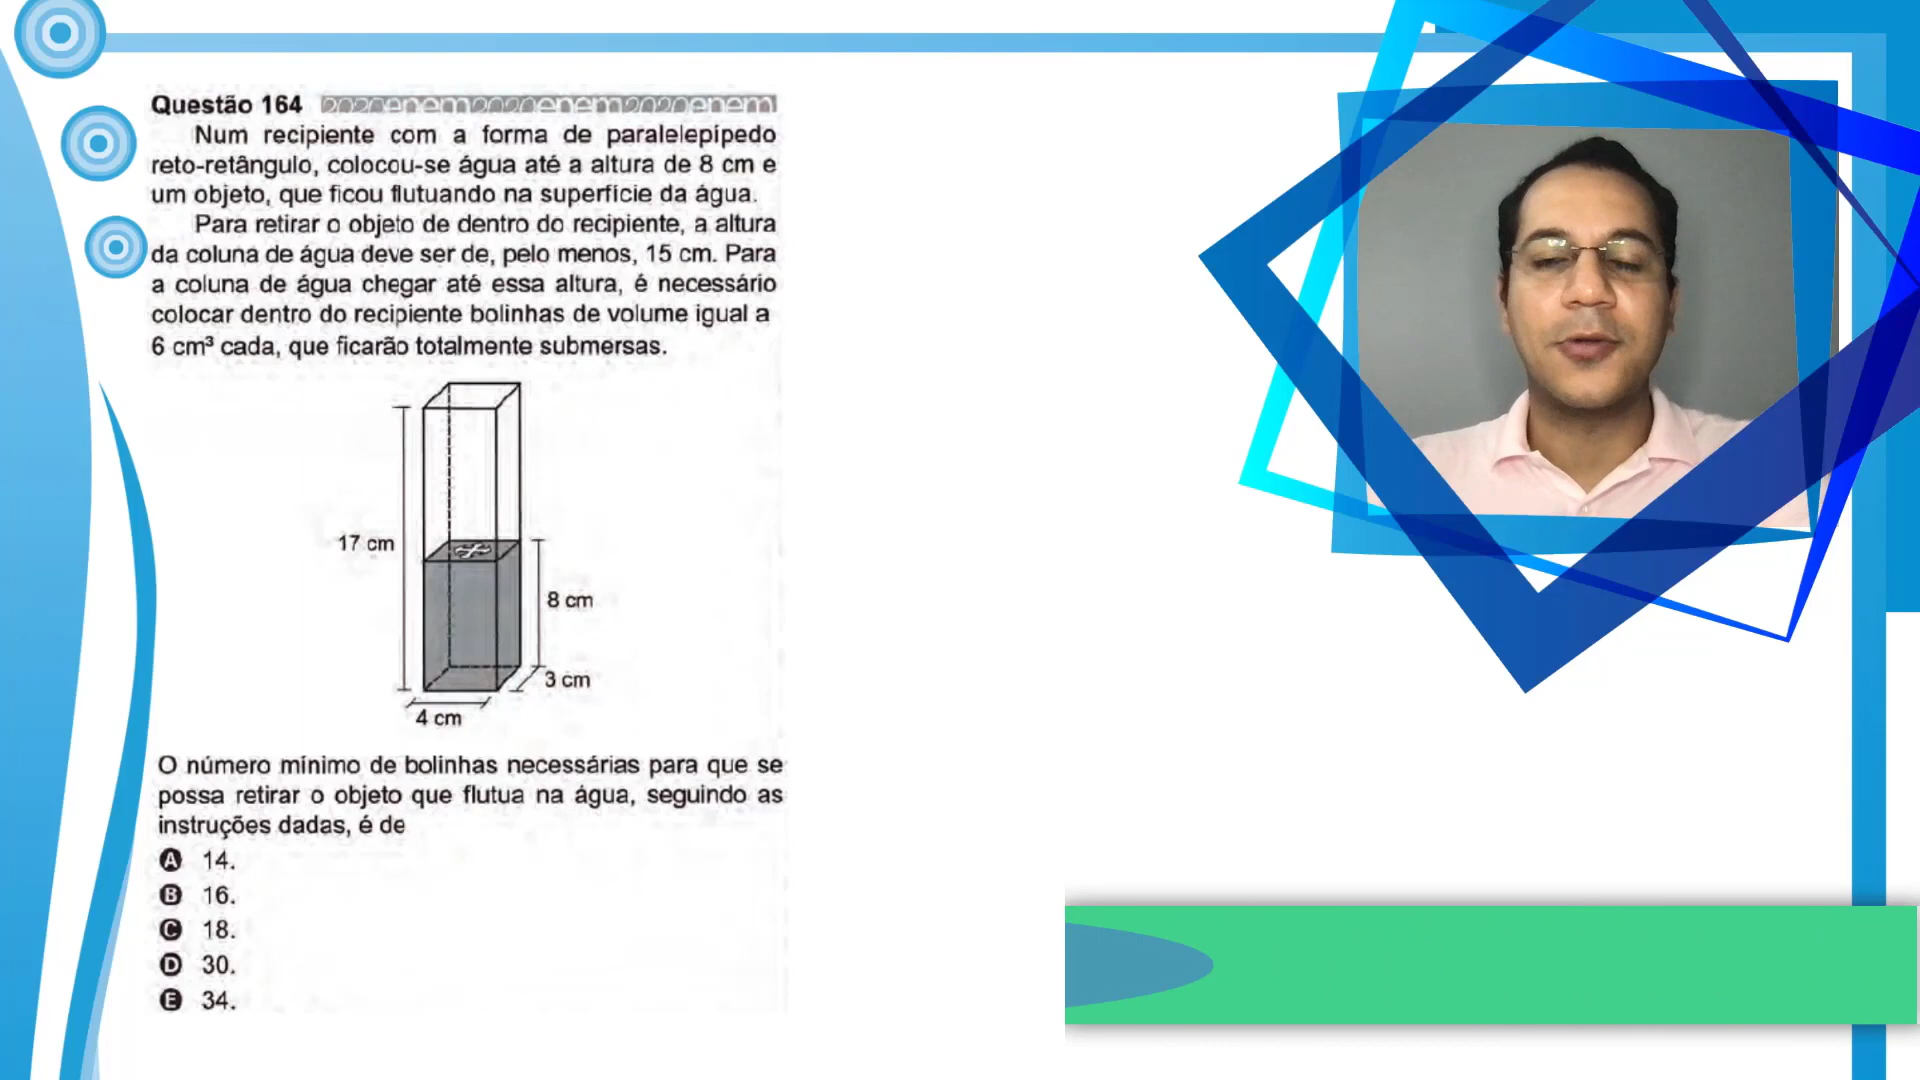 Questão 164 2020enem2020enem2020enem
Num recipiente com a forma de paralelepípedo
reto-retângulo, colocou-se água até a altura de 8 cm e
um objeto, que ficou flutuando na superfície da água.
Para retirar o objeto de dentro do recipiente, a altura
da coluna de água deve ser de, pelo menos, 15 cm. Para
a coluna de água chegar até essa altura, é necessário
colocar dentro do recipiente bolinhas de volume igual a
6 cm³ cada, que ficarão totalmente submersas.
17 cm
8 cm
3 cm
4 cm
O número mínimo de bolinhas necessárias para que se
possa retirar o objeto que flutua na água, seguindo as
instruções dadas, é de
A 14.
B 16.
C 18.
D 30.
E 34.